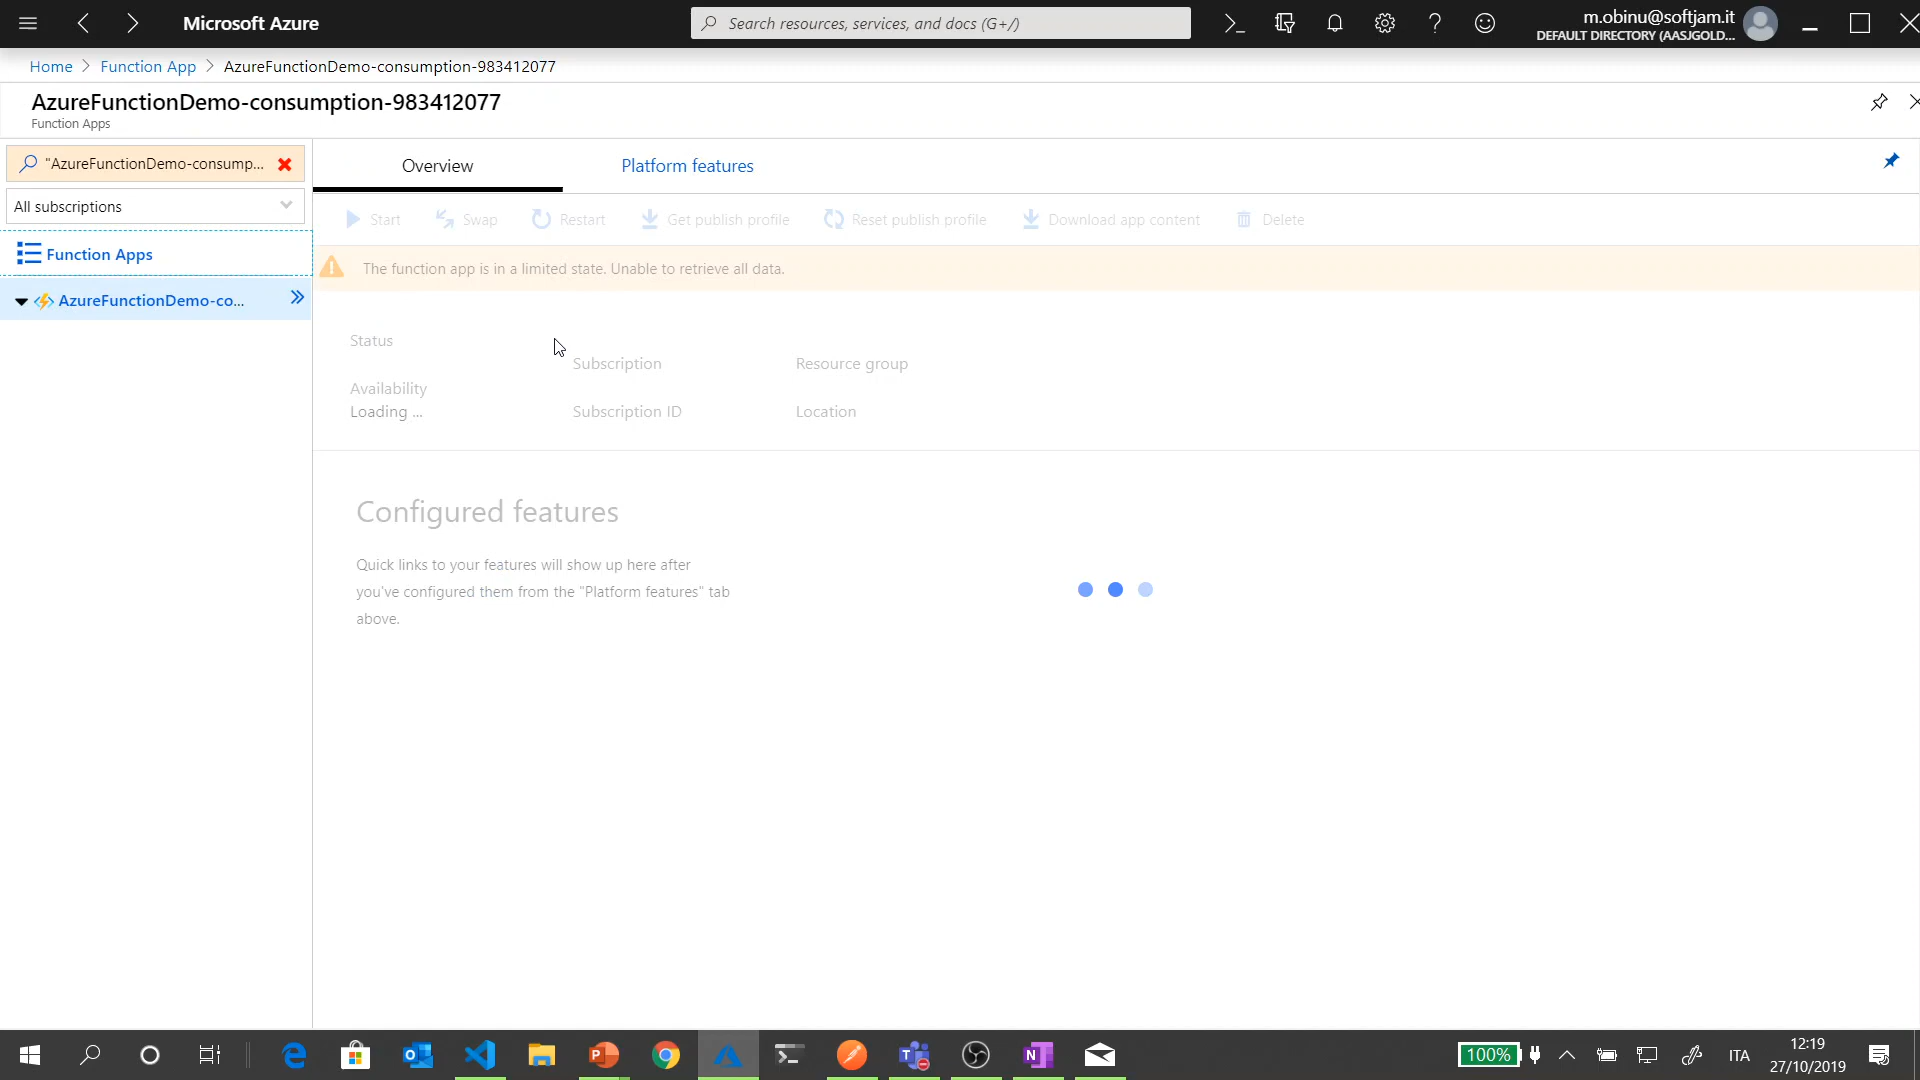 Microsoft Azure
Search resources, services, and docs (G+/)
m.obinu@softjam.it
DEFAULT DIRECTORY (AASJGOLD...
Home > Function App > AzureFunctionDemo-consumption-983412077
AzureFunctionDemo-consumption-983412077
Function Apps
"AzureFunctionDemo-consump...
All subscriptions
Function Apps
AzureFunctionDemo-co...
Overview
Platform features
Start
Swap
Restart
Get publish profile
Reset publish profile
Download app content
Delete
The function app is in a limited state. Unable to retrieve all data.
Status
Subscription
Resource group
Availability
Loading ...
Subscription ID
Location
Configured features
Quick links to your features will show up here after
you've configured them from the "Platform features" tab
above.
100%
ITA
12:19
27/10/2019